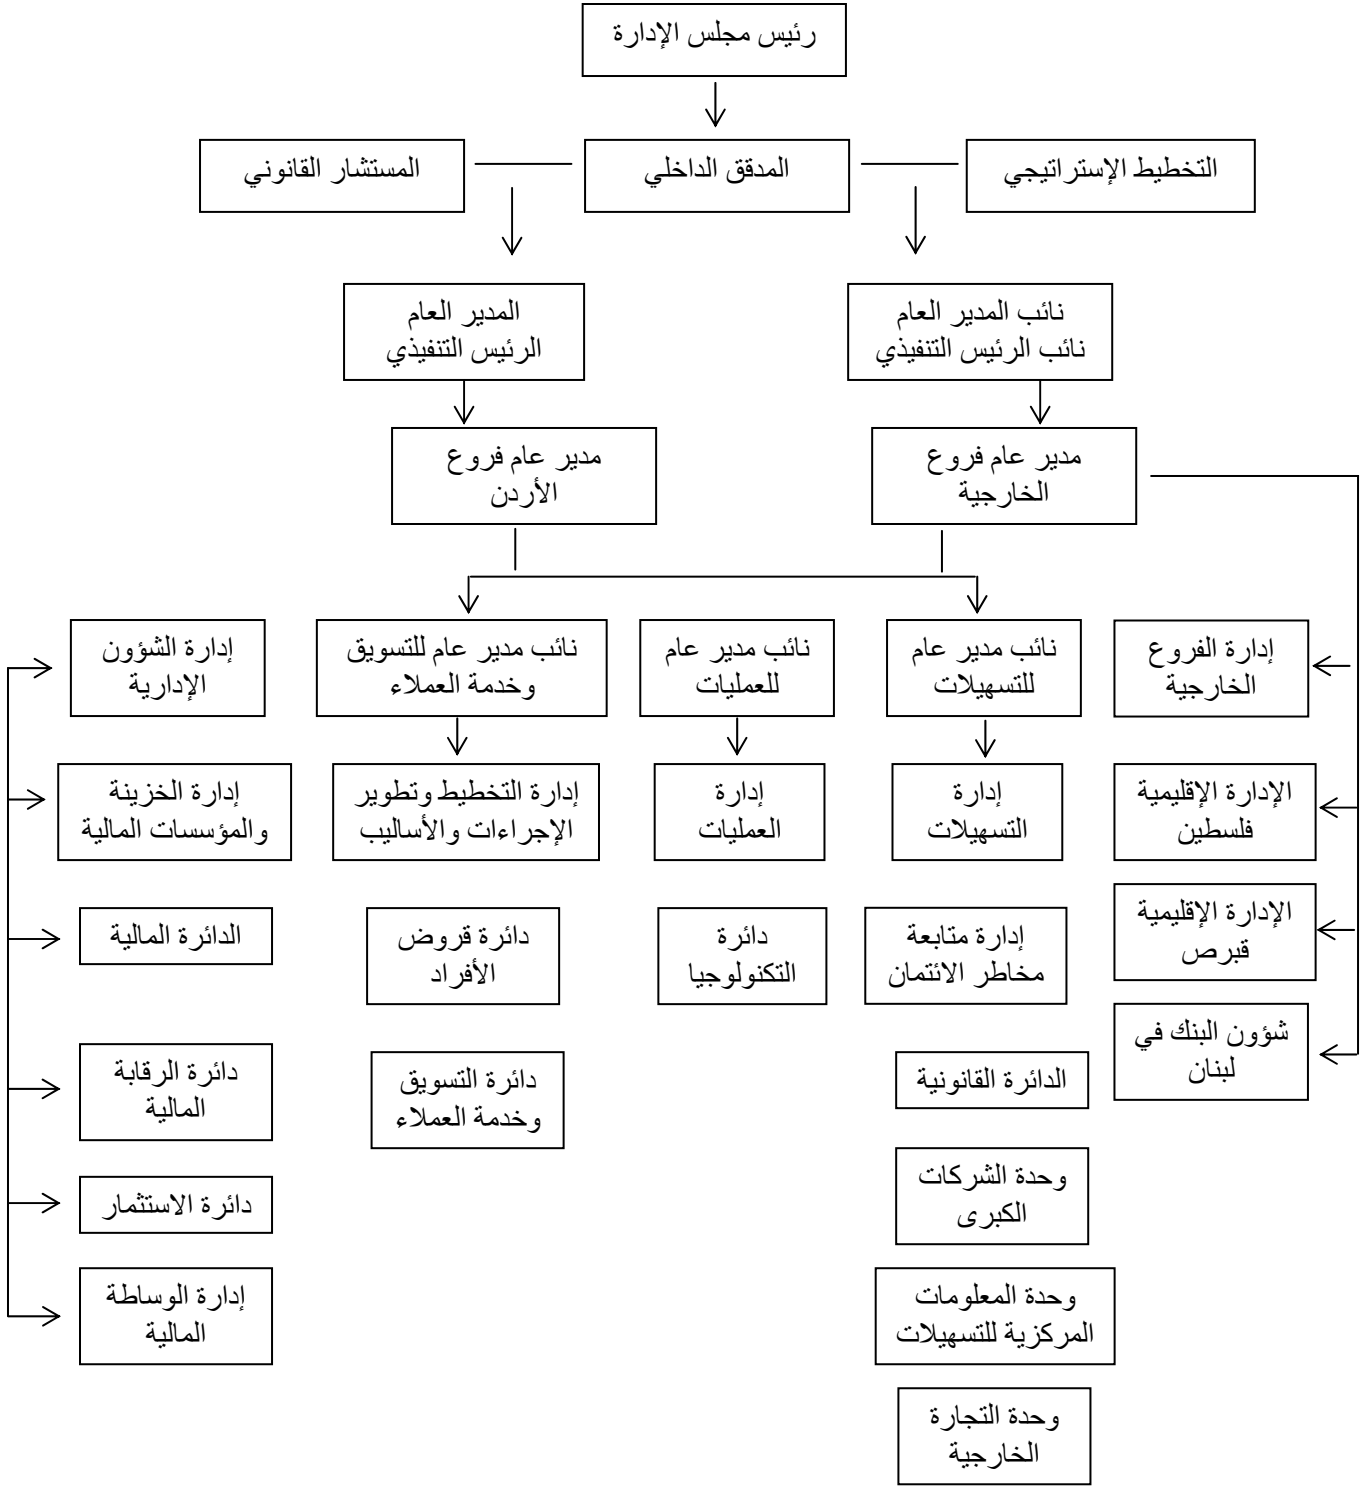 رئيس مجلس الإدارة
التخطيط الإستراتيجي
المدقق الداخلي
المستشار القانوني
نائب المدير العام
نائب الرئيس التنفيذي
المدير العام
الرئيس التنفيذي
مدير عام فروع
الخارجية
مدير عام فروع
الأردن
إدارة الفروع
الخارجية
نائب مدير عام
للتسهيلات
نائب مدير عام
للعمليات
نائب مدير عام للتسويق
وخدمة العملاء
إدارة الشؤون
الإدارية
الإدارة الإقليمية
فلسطين
إدارة
التسهيلات
إدارة
العمليات
إدارة التخطيط وتطوير
الإجراءات والأساليب
إدارة الخزينة
والمؤسسات المالية
الإدارة الإقليمية
قبرص
إدارة متابعة
مخاطر الائتمان
دائرة
التكنولوجيا
دائرة قروض
الأفراد
الدائرة المالية
شؤون البنك في
لبنان
الدائرة القانونية
دائرة التسويق
وخدمة العملاء
دائرة الرقابة
المالية
وحدة الشركات
الكبرى
دائرة الاستثمار
وحدة المعلومات
المركزية للتسهيلات
إدارة الوساطة
المالية
وحدة التجارة
الخارجية